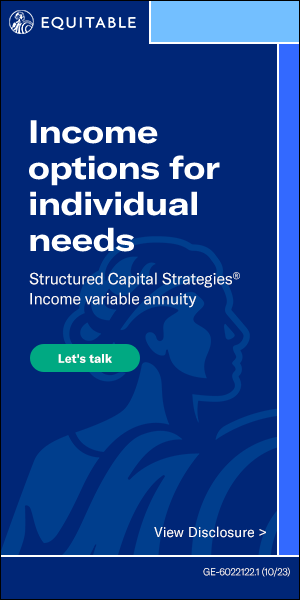 EQUITABLE
Income
options for
individual
needs
Structured Capital Strategies®
Income variable annuity
Let's talk
View Disclosure >
GE-6022122.1 (10/23)